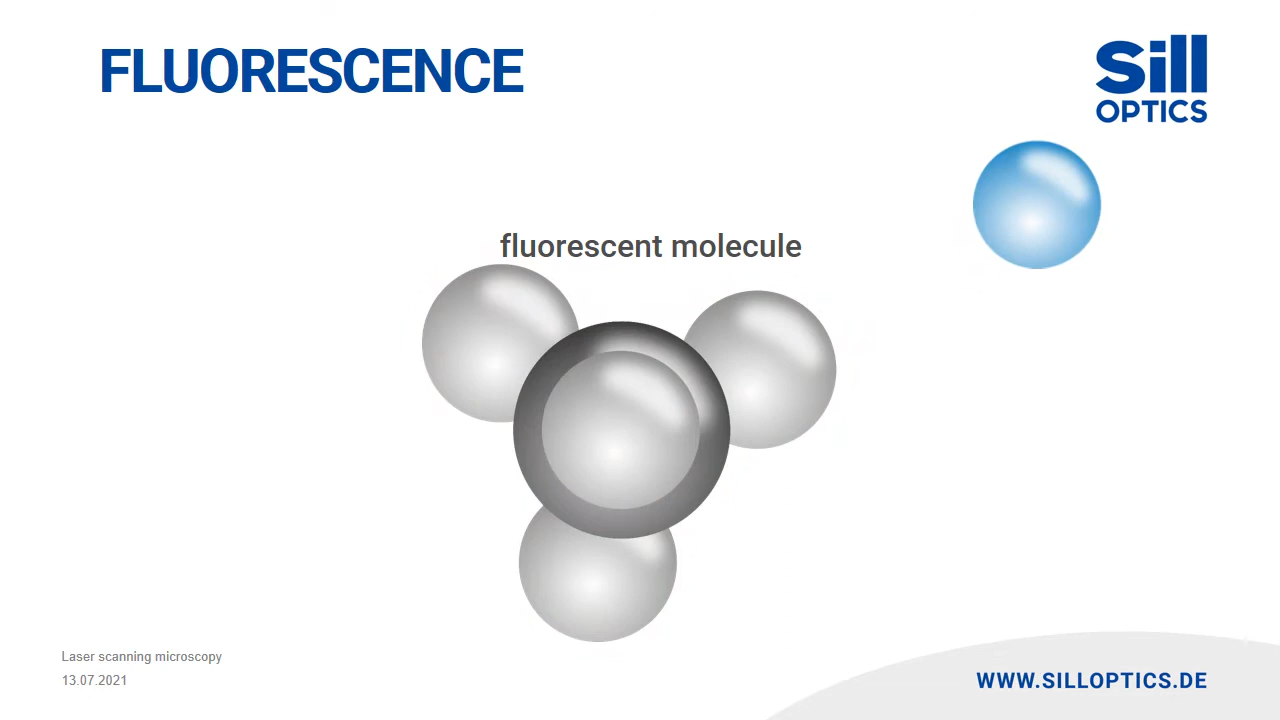 FLUORESCENCE
Sill
OPTICS
fluorescent molecule
Laser scanning microscopy
13.07.2021
WWW.SILLOPTICS.DE